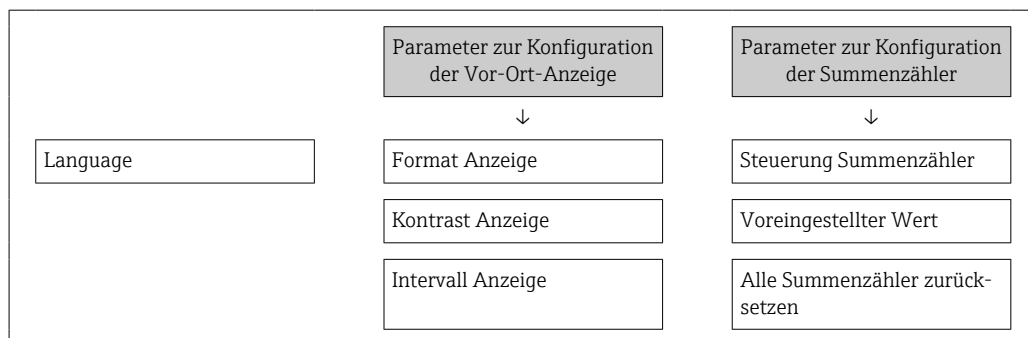 Parameter zur Konfiguration
der Vor-Ort-Anzeige
Parameter zur Konfiguration
der Summenzähler
↓
↓
Language
Format Anzeige
Steuerung Summenzähler
Kontrast Anzeige
Voreingestellter Wert
Intervall Anzeige
Alle Summenzähler zurück-
setzen